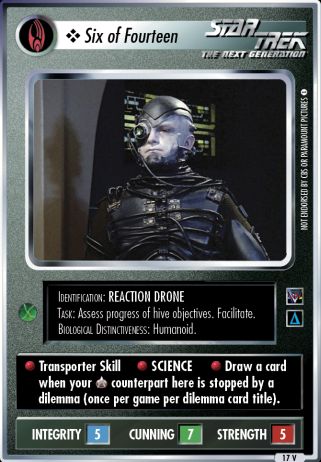 ❖ Six of Fourteen
STAR TREK
THE NEXT GENERATION
NOT ENDORSED BY CBS OR PARAMOUNT PICTURES
IDENTIFICATION: REACTION DRONE
TASK: Assess progress of hive objectives. Facilitate.
BIOLOGICAL DISTINCTIVENESS: Humanoid.
• Transporter Skill • SCIENCE • Draw a card
when your counterpart here is stopped by a
dilemma (once per game per dilemma card title).
INTEGRITY 5 CUNNING 7 STRENGTH 5
17 V